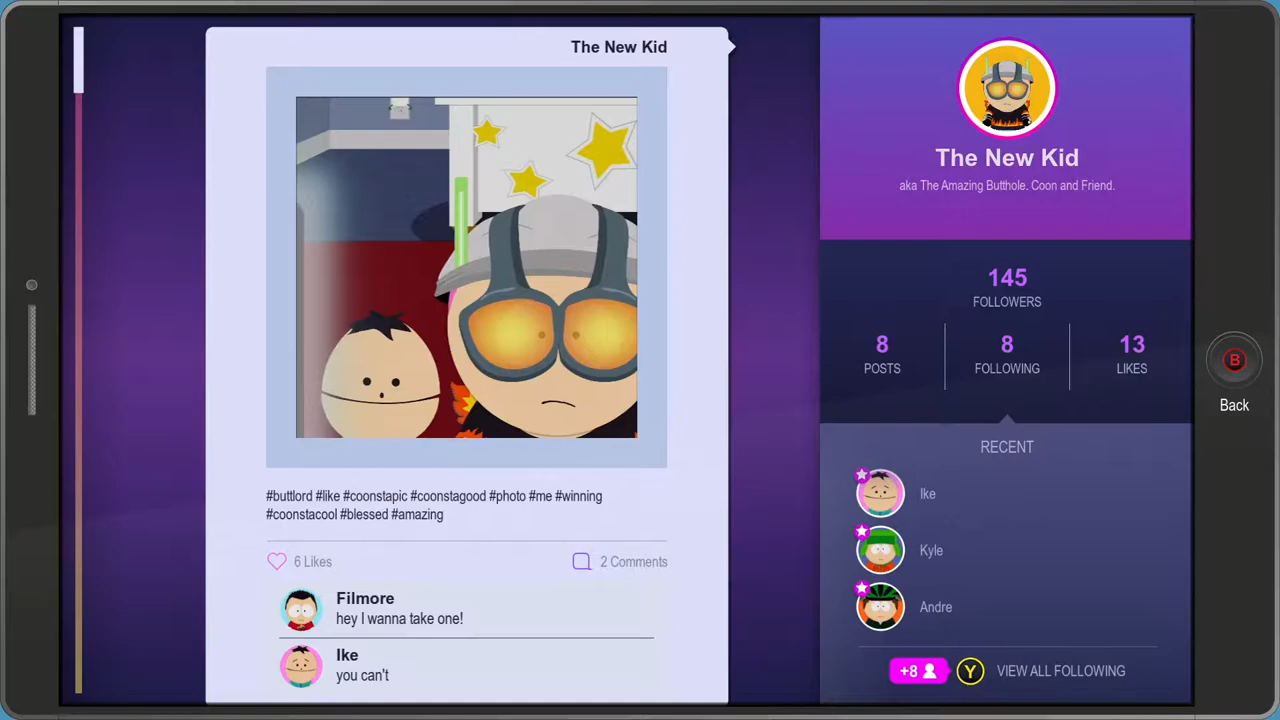 The New Kid
#buttlord #like #coonstapic #coonstagood #photo #me #winning
#coonstacool #blessed #amazing
6 Likes
2 Comments
Filmore
hey I wanna take one!
Ike
you can't
The New Kid
aka The Amazing Butthole. Coon and Friend.
145
FOLLOWERS
8
POSTS
8
FOLLOWING
13
LIKES
RECENT
Ike
Kyle
Andre
+8
Y
VIEW ALL FOLLOWING
B
Back